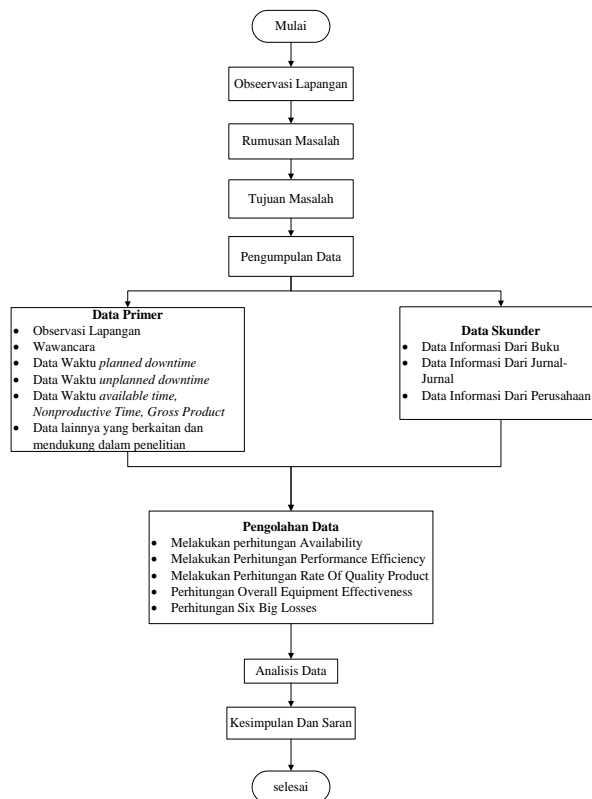 Mulai
Obseervasi Lapangan
Rumusan Masalah
Tujuan Masalah
Pengumpulan Data
Data Primer
• Observasi Lapangan
• Wawancara
• Data Waktu planned downtime
• Data Waktu unplanned downtime
• Data Waktu available time,
Nonproductive Time, Gross Product
• Data lainnya yang berkaitan dan
mendukung dalam penelitian
Data Skunder
• Data Informasi Dari Buku
• Data Informasi Dari Jurnal-
Jurnal
• Data Informasi Dari Perusahaan
Pengolahan Data
• Melakukan perhitungan Availability
• Melakukan Perhitungan Performance Efficiency
• Melakukan Perhitungan Rate Of Quality Product
• Perhitungan Overall Equipment Effectiveness
• Perhitungan Six Big Losses
Analisis Data
Kesimpulan Dan Saran
selesai